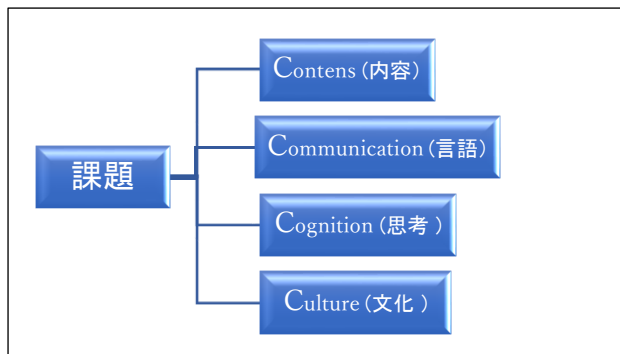 課題
Contens (内容)
Communication (言語)
Cognition (思考 )
Culture (文化 )